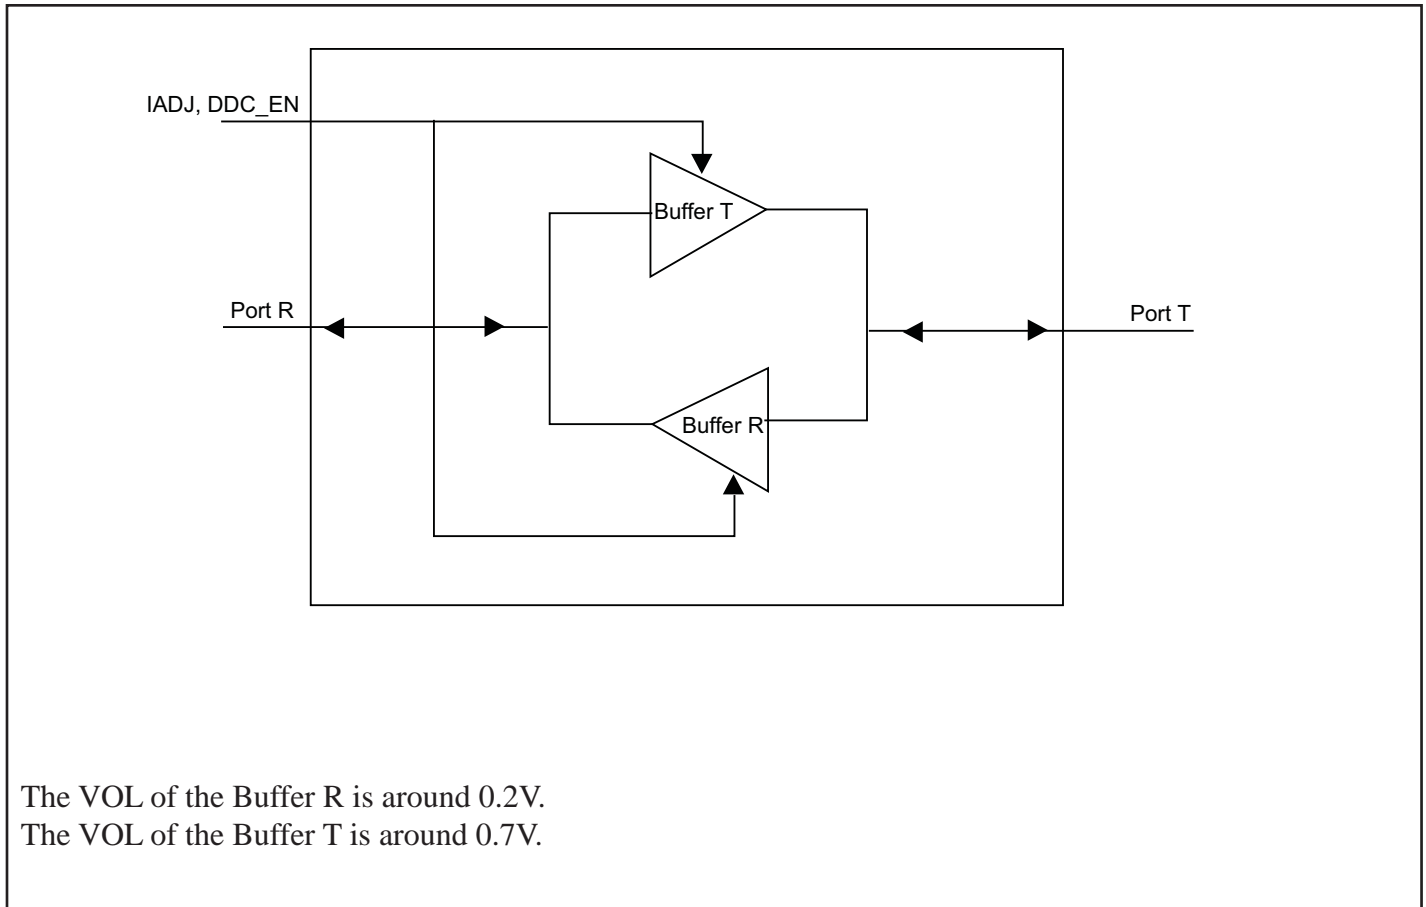 IADJ, DDC_EN
Buffer T
Port R
Port T
Buffer R
The VOL of the Buffer R is around 0.2V.
The VOL of the Buffer T is around 0.7V.